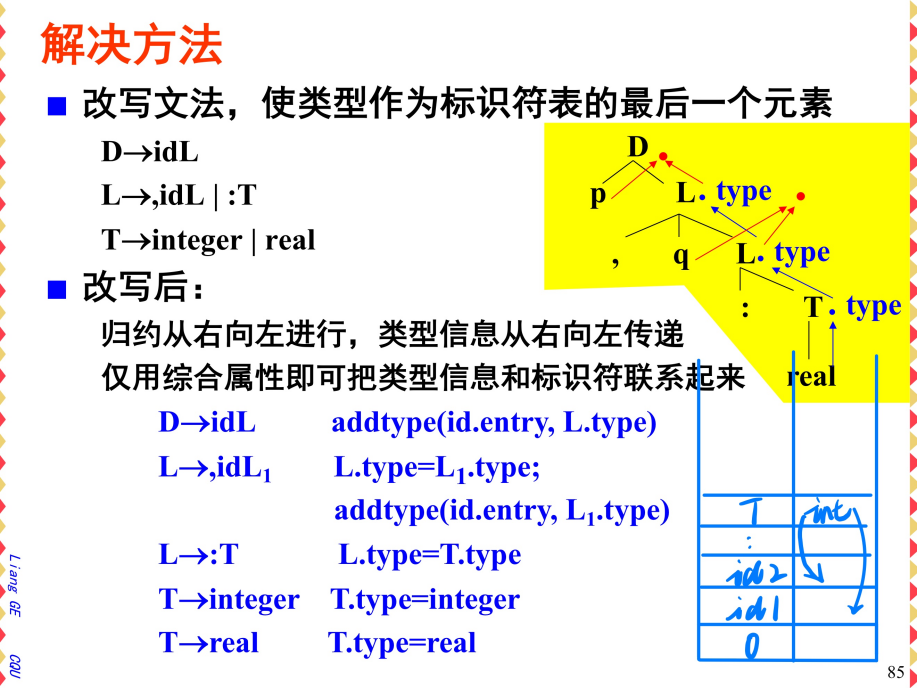 解决方法
改写文法，使类型作为标识符表的最后一个元素
D→idL
L→,idL | :T
T→integer | real
D
p L. type
, q L. type
: T. type
real
改写后：
归约从右向左进行，类型信息从右向左传递
仅用综合属性即可把类型信息和标识符联系起来
D→idL addtype(id.entry, L.type)
L→,idL₁ L.type=L₁.type;
addtype(id.entry, L₁.type)
L→:T L.type=T.type
T→integer T.type=integer
T→real T.type=real
T int
:
id2
id1
0
Liang GE CQU
85